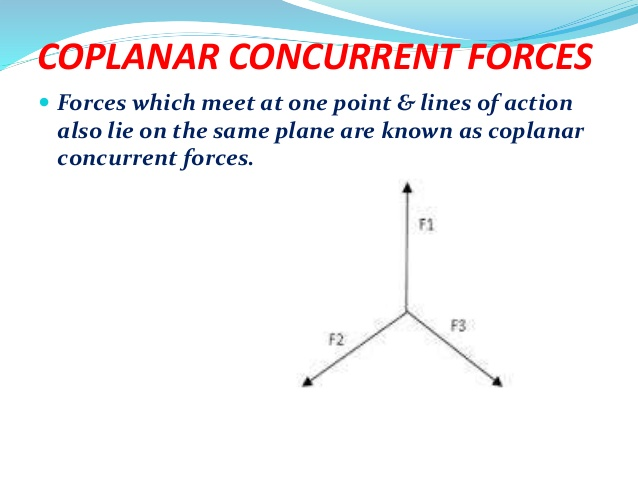 COPLANAR CONCURRENT FORCES
Forces which meet at one point & lines of action
also lie on the same plane are known as coplanar
concurrent forces.
F1
F2
F3